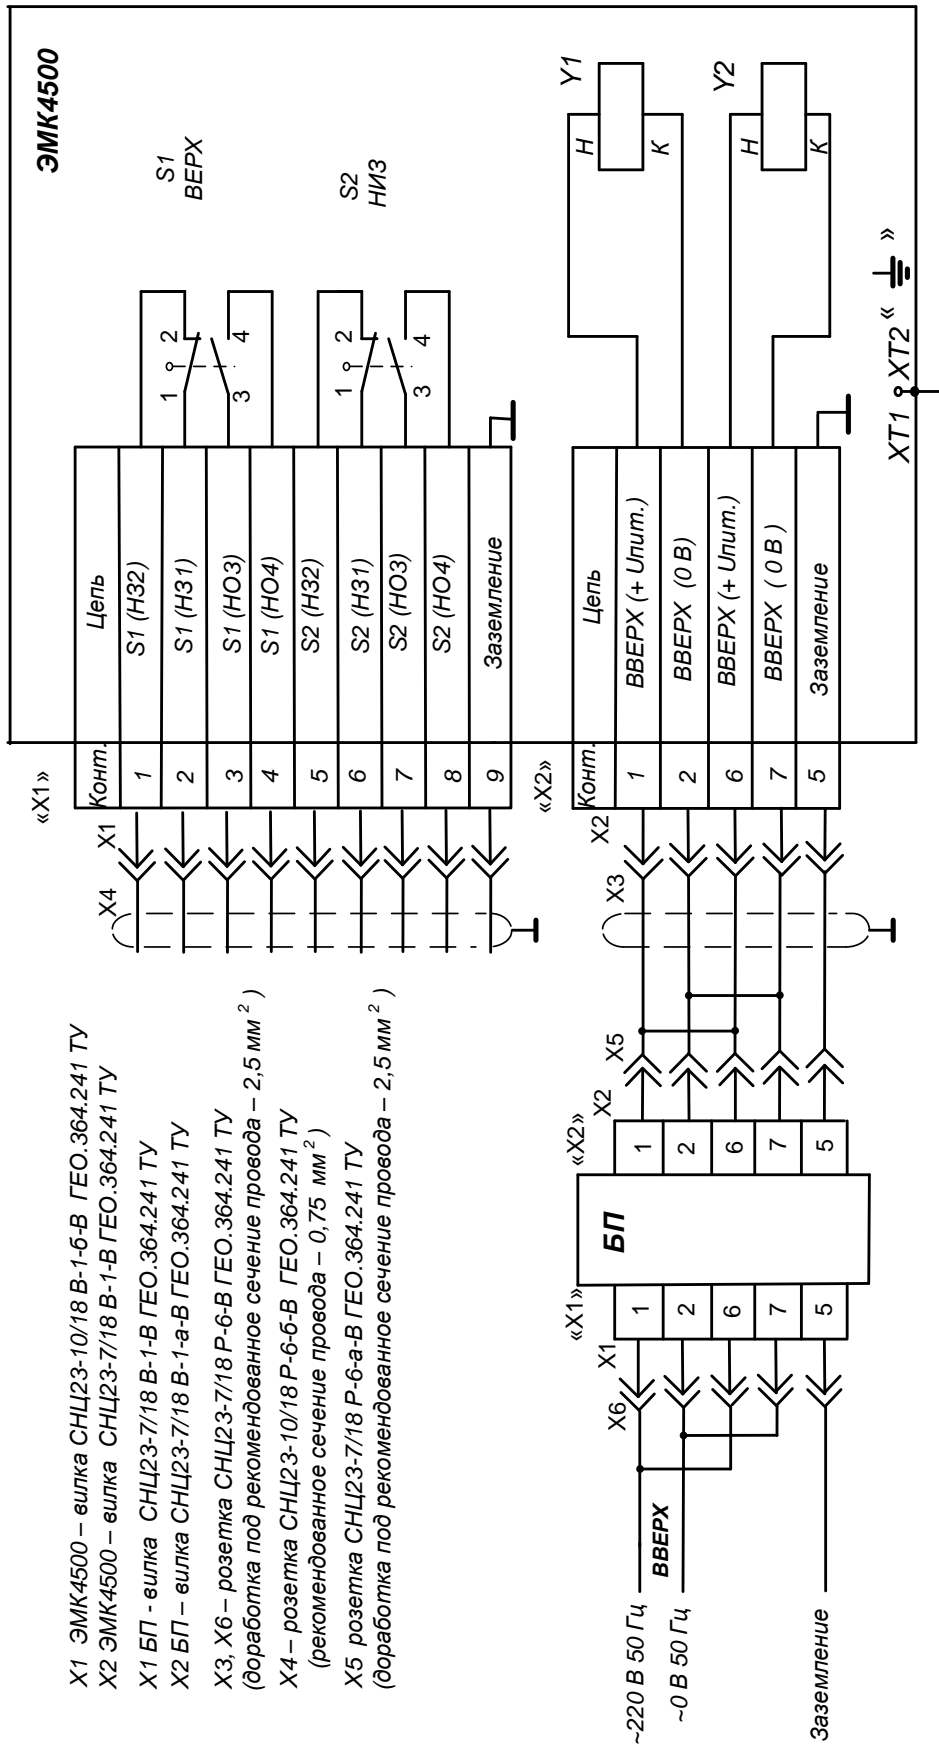 X1 ЭМК4500 – вилка СНЦ23-10/18 В-1-б-В ГЕО.364.241 ТУ
X2 ЭМК4500 – вилка СНЦ23-7/18 В-1-В ГЕО.364.241 ТУ
X1 БП - вилка СНЦ23-7/18 В-1-В ГЕО.364.241 ТУ
X2 БП – вилка СНЦ23-7/18 В-1-а-В ГЕО.364.241 ТУ
X3, X6 – розетка СНЦ23-7/18 Р-6-В ГЕО.364.241 ТУ
(доработка под рекомендованное сечение провода – 2,5 мм ²)
X4 – розетка СНЦ23-10/18 Р-6-б-В ГЕО.364.241 ТУ
(рекомендованное сечение провода – 0,75 мм ²)
X5 розетка СНЦ23-7/18 Р-6-а-В ГЕО.364.241 ТУ
(доработка под рекомендованное сечение провода – 2,5 мм ²)
ЭМК4500
«X1»
X4
X1
Конт. Цепь
1 S1 (НЗ2)
2 S1 (НЗ1)
3 S1 (НО3)
4 S1 (НО4)
5 S2 (НЗ2)
6 S2 (НЗ1)
7 S2 (НО3)
8 S2 (НО4)
9 Заземление
1 2
3 4
S1
ВЕРХ
1 2
3 4
S2
НИЗ
«X2»
X3
X2
Конт. Цепь
1 ВВЕРХ (+ Uпит.)
2 ВВЕРХ (0 В)
6 ВВЕРХ (+ Uпит.)
7 ВВЕРХ ( 0 В )
5 Заземление
Y1
Н
К
Y2
Н
К
XT1 XT2 « »
~220 В 50 Гц
ВВЕРХ
~0 В 50 Гц
Заземление
X6
X1
«X1»
1
2
6
7
5
БП
«X2»
1
2
6
7
5
X2
X5